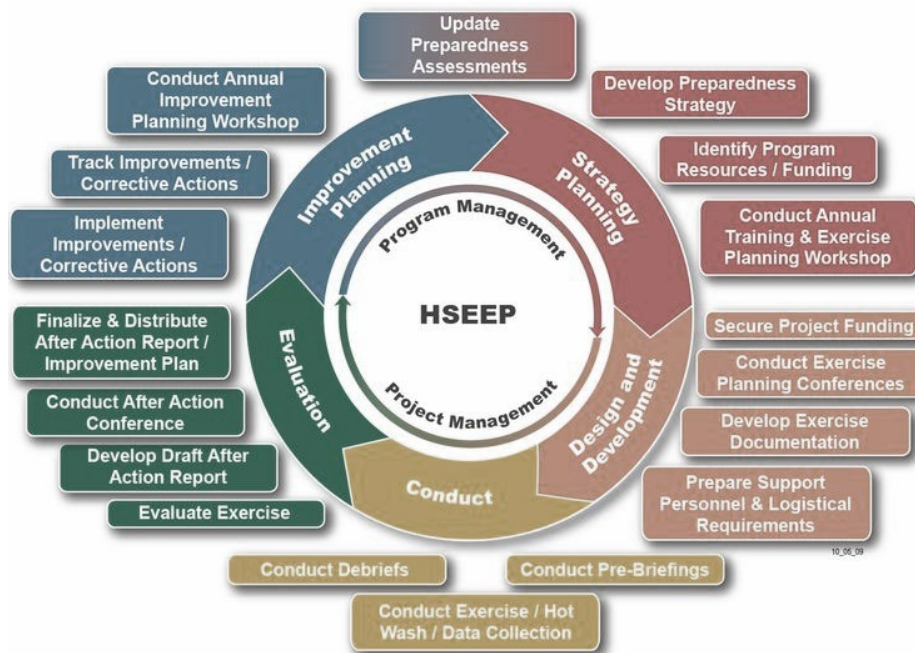 Update
Preparedness
Assessments
Develop Preparedness
Strategy
Identify Program
Resources / Funding
Conduct Annual
Training & Exercise
Planning Workshop
Secure Project Funding
Conduct Exercise
Planning Conferences
Develop Exercise
Documentation
Prepare Support
Personnel & Logistical
Requirements
10_05_09
Conduct Pre-Briefings
Conduct Exercise / Hot
Wash / Data Collection
Conduct Debriefs
Evaluate Exercise
Develop Draft After
Action Report
Conduct After Action
Conference
Finalize & Distribute
After Action Report /
Improvement Plan
Implement
Improvements /
Corrective Actions
Track Improvements /
Corrective Actions
Conduct Annual
Improvement
Planning Workshop
Improvement
Planning
Strategy
Planning
Design and
Development
Conduct
Evaluation
Program Management
HSEEP
Project Management